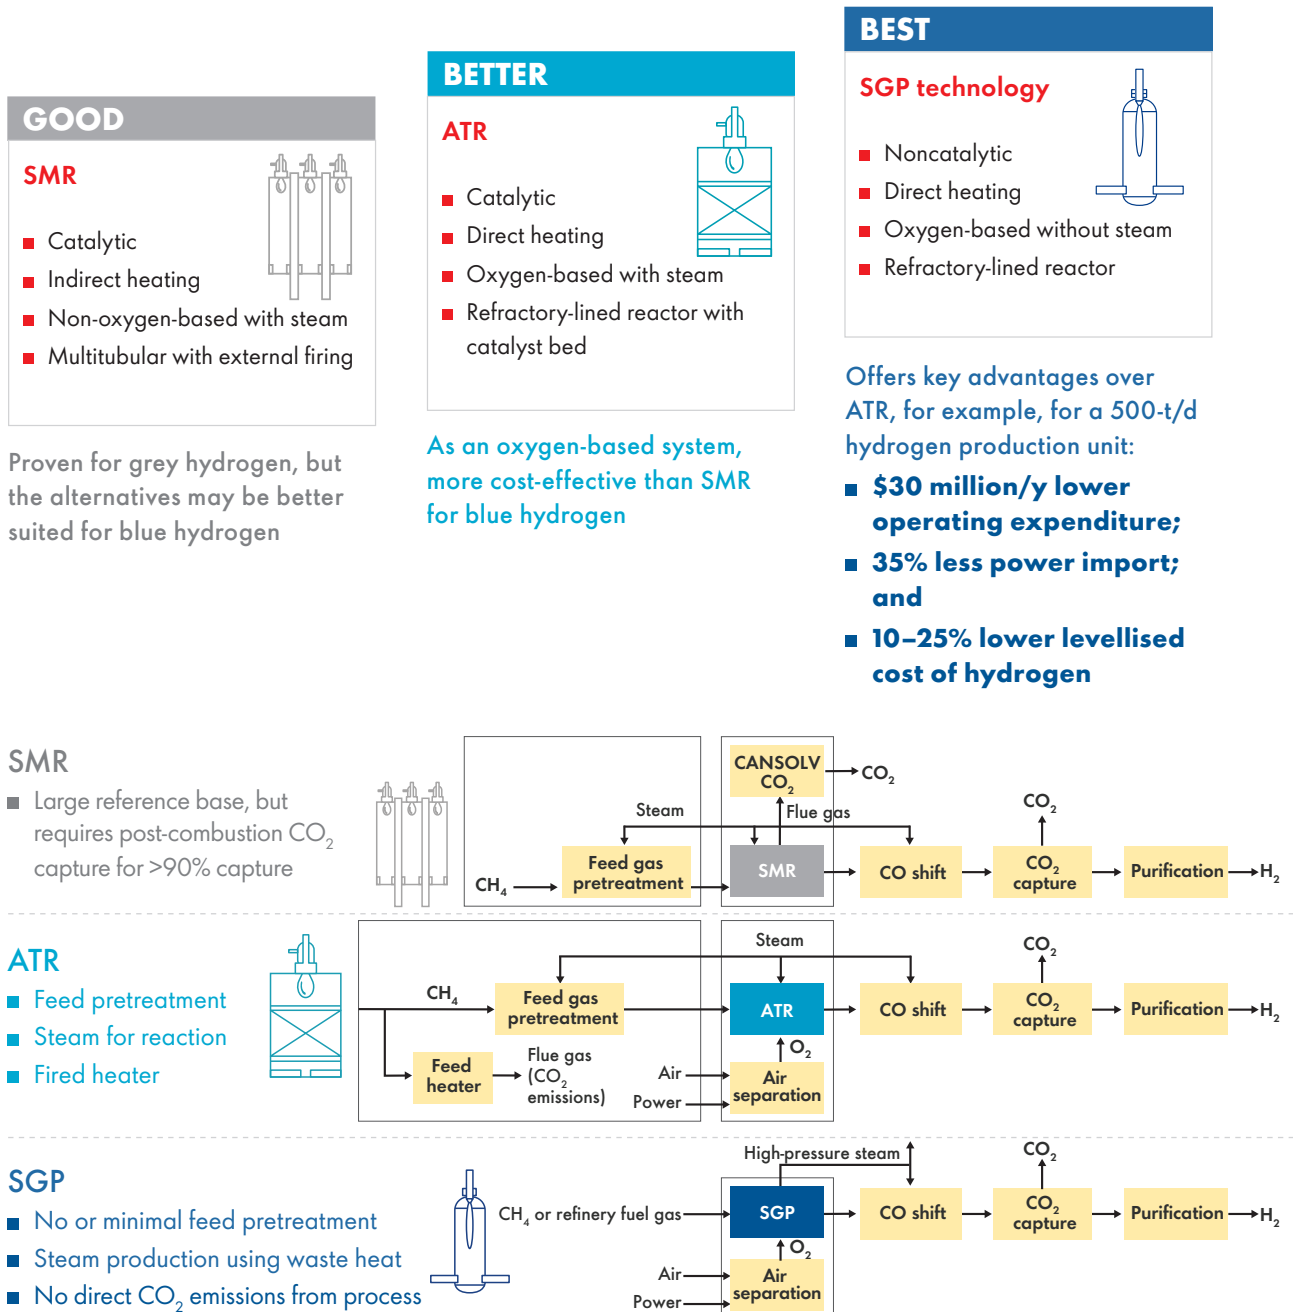 GOOD
SMR
Catalytic
Indirect heating
Non-oxygen-based with steam
Multitubular with external firing
Proven for grey hydrogen, but
the alternatives may be better
suited for blue hydrogen
BETTER
ATR
Catalytic
Direct heating
Oxygen-based with steam
Refractory-lined reactor with
catalyst bed
As an oxygen-based system,
more cost-effective than SMR
for blue hydrogen
BEST
SGP technology
Noncatalytic
Direct heating
Oxygen-based without steam
Refractory-lined reactor
Offers key advantages over
ATR, for example, for a 500-t/d
hydrogen production unit:
$30 million/y lower
operating expenditure;
35% less power import;
and
10–25% lower levellised
cost of hydrogen
SMR
Large reference base, but
requires post-combustion CO₂
capture for >90% capture
CH₄
Steam
Feed gas
pretreatment
CANSOLV
CO₂
CO₂
Flue gas
SMR
CO shift
CO₂
CO₂
capture
Purification
H₂
ATR
Feed pretreatment
Steam for reaction
Fired heater
CH₄
Feed gas
pretreatment
Feed
heater
Flue gas
(CO₂
emissions)
Steam
ATR
O₂
Air
Power
Air
separation
CO shift
CO₂
CO₂
capture
Purification
H₂
SGP
No or minimal feed pretreatment
Steam production using waste heat
No direct CO₂ emissions from process
CH₄ or refinery fuel gas
High-pressure steam
SGP
O₂
Air
Power
Air
separation
CO shift
CO₂
CO₂
capture
Purification
H₂